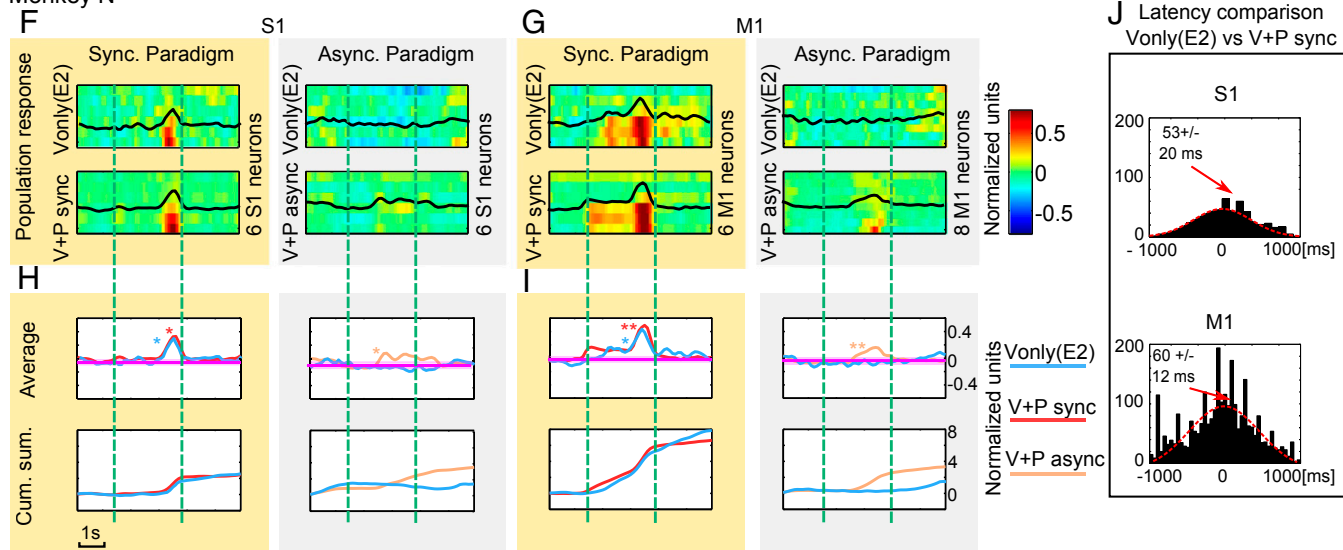 Monkey N
F
S1
G
M1
J
Latency comparison
Vonly(E2) vs V+P sync
Sync. Paradigm
Async. Paradigm
Sync. Paradigm
Async. Paradigm
Population response
Vonly(E2)
V+P sync
6 S1 neurons
Vonly(E2)
V+P async
6 S1 neurons
Vonly(E2)
V+P sync
6 M1 neurons
Vonly(E2)
V+P async
8 M1 neurons
Normalized units
0.5
0
-0.5
S1
200
100
0
53+/-
20 ms
- 1000 0 1000[ms]
H
I
Average
*
*
*
**
*
**
0.4
0
-0.4
Cum. sum.
8
4
0
Normalized units
1s
Vonly(E2)
V+P sync
V+P async
M1
200
100
0
60 +/-
12 ms
-1000 0 1000[ms]